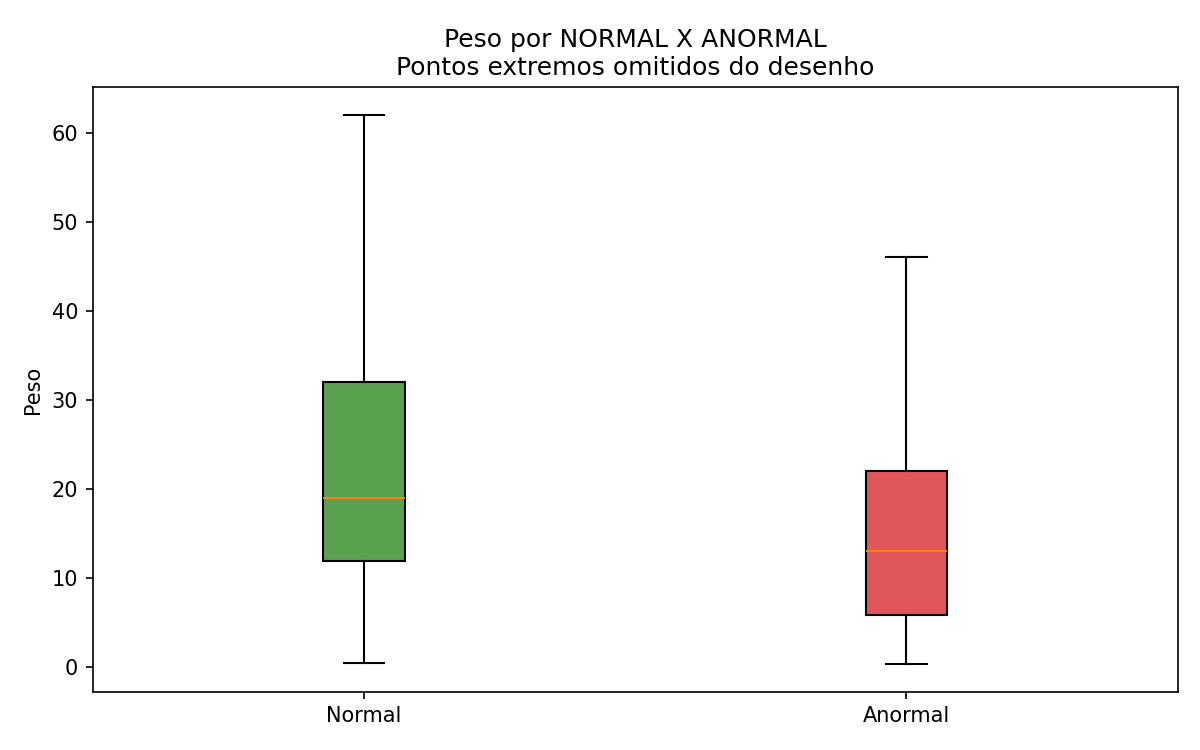 Peso por NORMAL X ANORMAL
Pontos extremos omitidos do desenho
Peso
60
50
40
30
20
10
0
Normal
Anormal